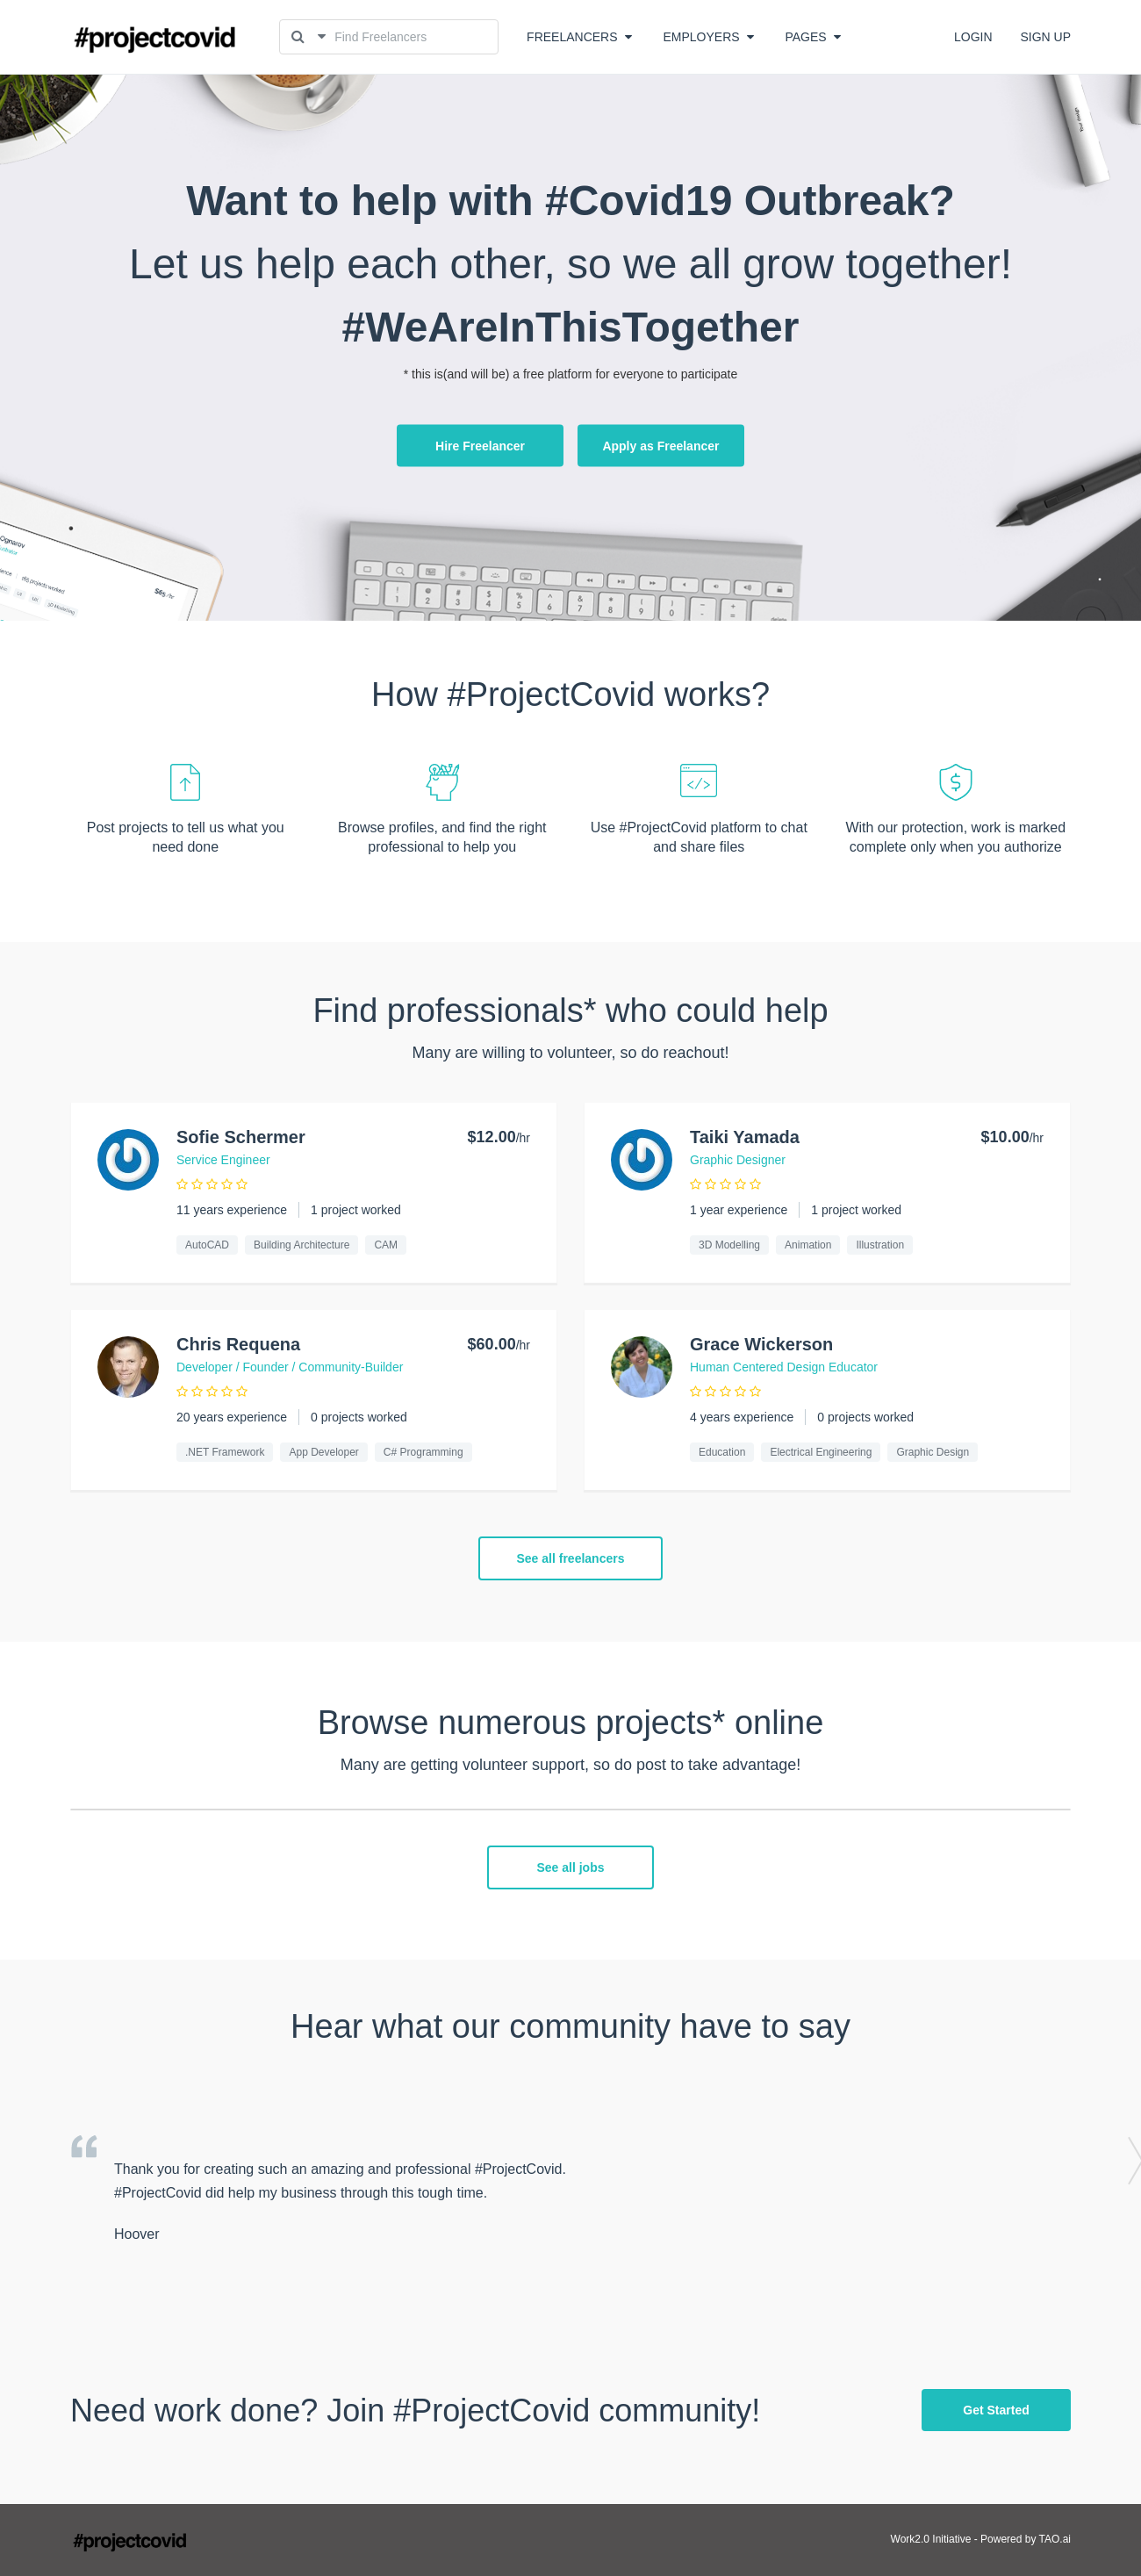 #projectcovid
Find Freelancers
FREELANCERS
EMPLOYERS
PAGES
LOGIN
SIGN UP
Want to help with #Covid19 Outbreak?
Let us help each other, so we all grow together!
#WeAreInThisTogether
* this is(and will be) a free platform for everyone to participate
Hire Freelancer
Apply as Freelancer
How #ProjectCovid works?
Post projects to tell us what you
need done
Browse profiles, and find the right
professional to help you
Use #ProjectCovid platform to chat
and share files
With our protection, work is marked
complete only when you authorize
Find professionals* who could help
Many are willing to volunteer, so do reachout!
Sofie Schermer
$12.00/hr
Service Engineer
11 years experience
1 project worked
AutoCAD
Building Architecture
CAM
Taiki Yamada
$10.00/hr
Graphic Designer
1 year experience
1 project worked
3D Modelling
Animation
Illustration
Chris Requena
$60.00/hr
Developer / Founder / Community-Builder
20 years experience
0 projects worked
.NET Framework
App Developer
C# Programming
Grace Wickerson
Human Centered Design Educator
4 years experience
0 projects worked
Education
Electrical Engineering
Graphic Design
See all freelancers
Browse numerous projects* online
Many are getting volunteer support, so do post to take advantage!
See all jobs
Hear what our community have to say
Thank you for creating such an amazing and professional #ProjectCovid.
#ProjectCovid did help my business through this tough time.
Hoover
Need work done? Join #ProjectCovid community!
Get Started
#projectcovid
Work2.0 Initiative - Powered by TAO.ai